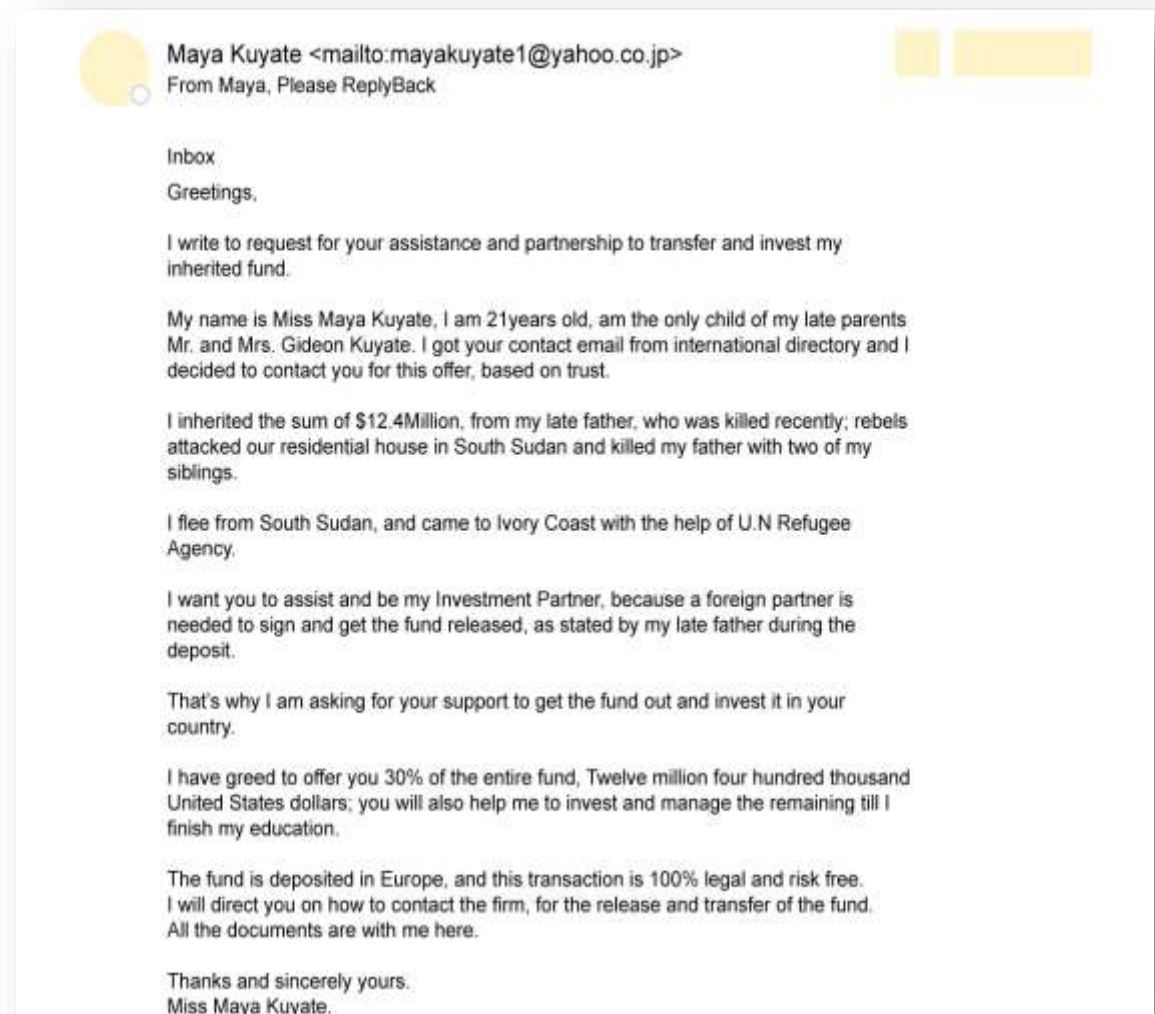 Maya Kuyate <mailto:mayakuyate1@yahoo.co.jp>
From Maya, Please ReplyBack
Inbox
Greetings,
I write to request for your assistance and partnership to transfer and invest my
inherited fund.
My name is Miss Maya Kuyate, I am 21years old, am the only child of my late parents
Mr. and Mrs. Gideon Kuyate. I got your contact email from international directory and I
decided to contact you for this offer, based on trust.
I inherited the sum of $12.4Million, from my late father, who was killed recently; rebels
attacked our residential house in South Sudan and killed my father with two of my
siblings.
I flee from South Sudan, and came to Ivory Coast with the help of U.N Refugee
Agency.
I want you to assist and be my Investment Partner, because a foreign partner is
needed to sign and get the fund released, as stated by my late father during the
deposit.
That's why I am asking for your support to get the fund out and invest it in your
country.
I have greed to offer you 30% of the entire fund, Twelve million four hundred thousand
United States dollars; you will also help me to invest and manage the remaining till I
finish my education.
The fund is deposited in Europe, and this transaction is 100% legal and risk free.
I will direct you on how to contact the firm, for the release and transfer of the fund.
All the documents are with me here.
Thanks and sincerely yours.
Miss Maya Kuyate.